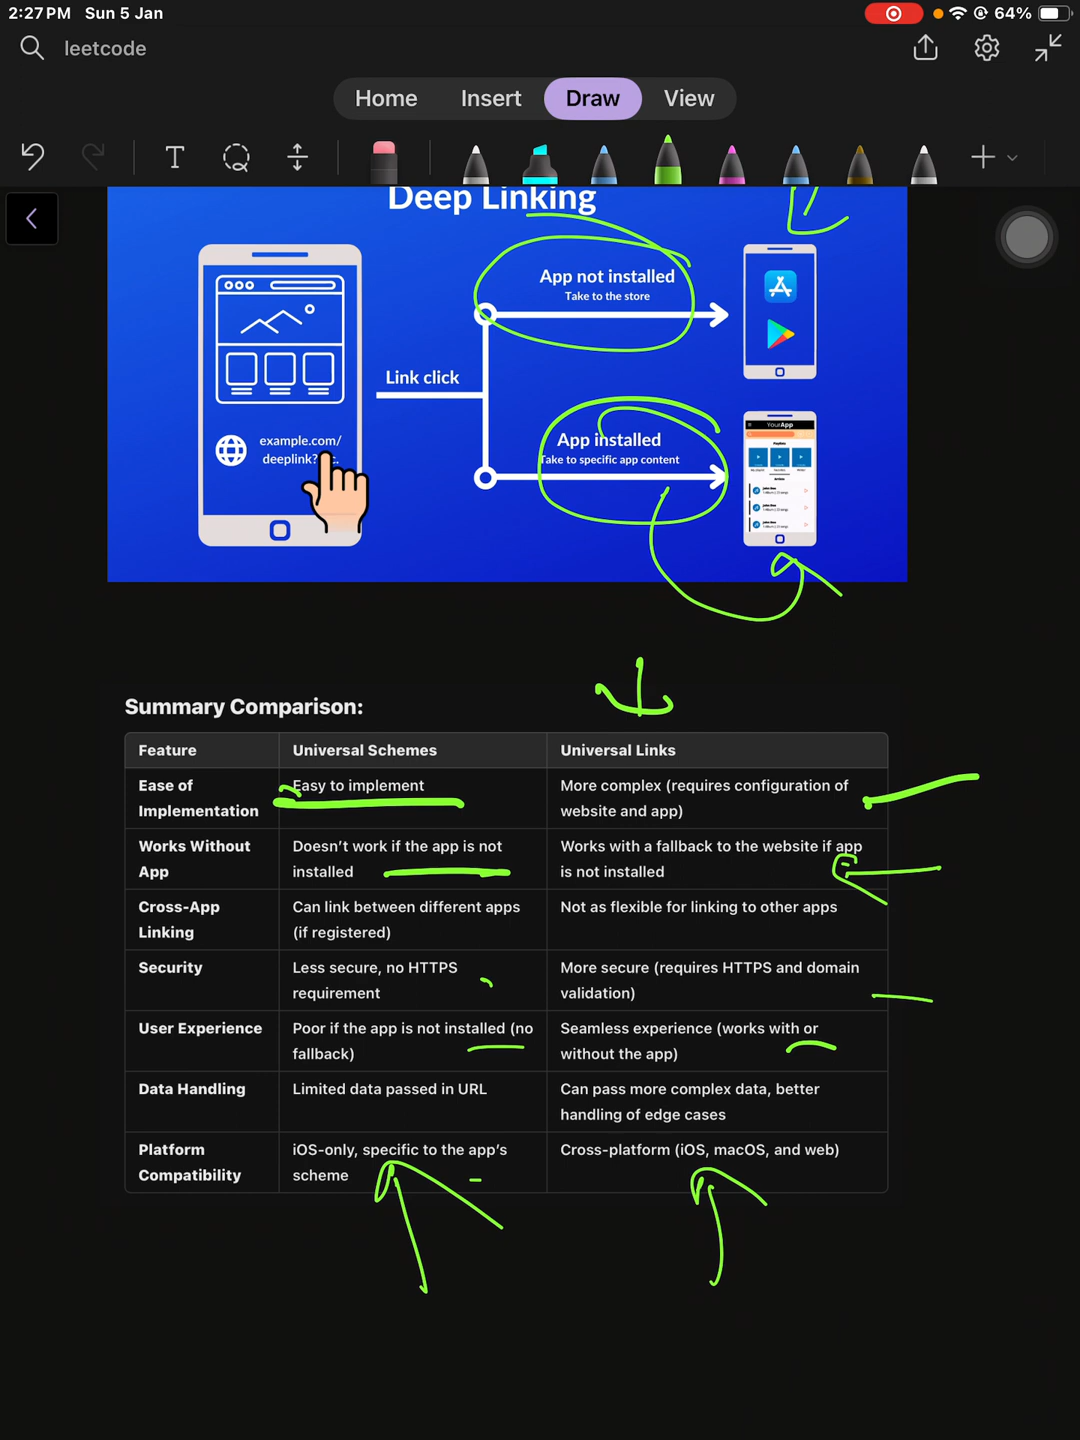 2:27 PM Sun 5 Jan 64%
leetcode
Home Insert Draw View
T
Deep Linking
App not installed
Take to the store
Link click
example.com/
deeplink?
App installed
Take to specific app content
YourApp
Summary Comparison:
Feature Universal Schemes Universal Links
Ease of Easy to implement More complex (requires configuration of
Implementation website and app)
Works Without Doesn't work if the app is not Works with a fallback to the website if app
App installed is not installed
Cross-App Can link between different apps Not as flexible for linking to other apps
Linking (if registered)
Security Less secure, no HTTPS More secure (requires HTTPS and domain
requirement validation)
User Experience Poor if the app is not installed (no Seamless experience (works with or
fallback) without the app)
Data Handling Limited data passed in URL Can pass more complex data, better
handling of edge cases
Platform iOS-only, specific to the app's Cross-platform (iOS, macOS, and web)
Compatibility scheme